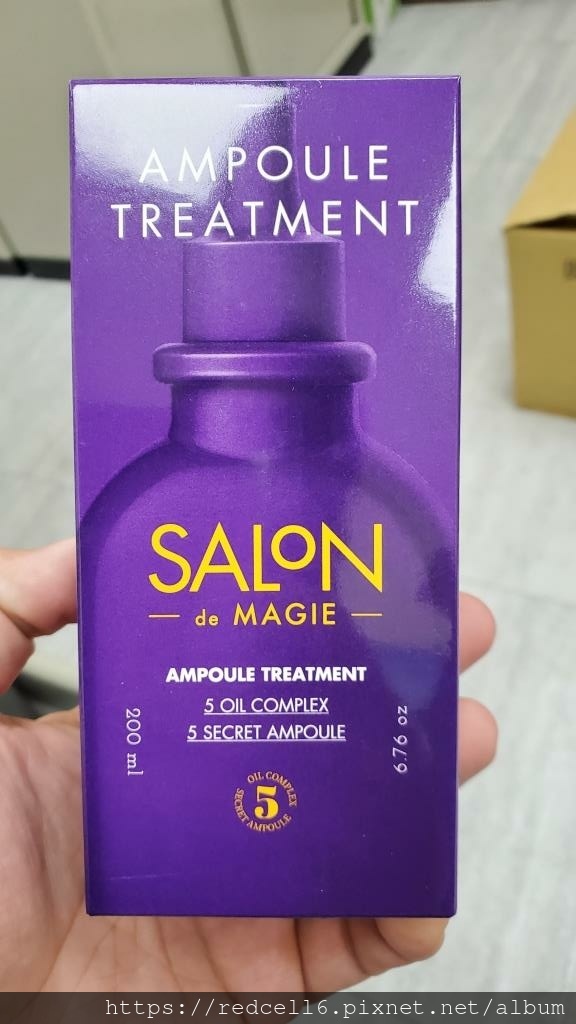 AMPOULE
TREATMENT
SALON
de MAGIE
AMPOULE TREATMENT
5 OIL COMPLEX
5 SECRET AMPOULE
200 ml
6.76 oz
OIL COMPLEX
5
SECRET AMPOULE
https://redcell6.pixnet.net/album